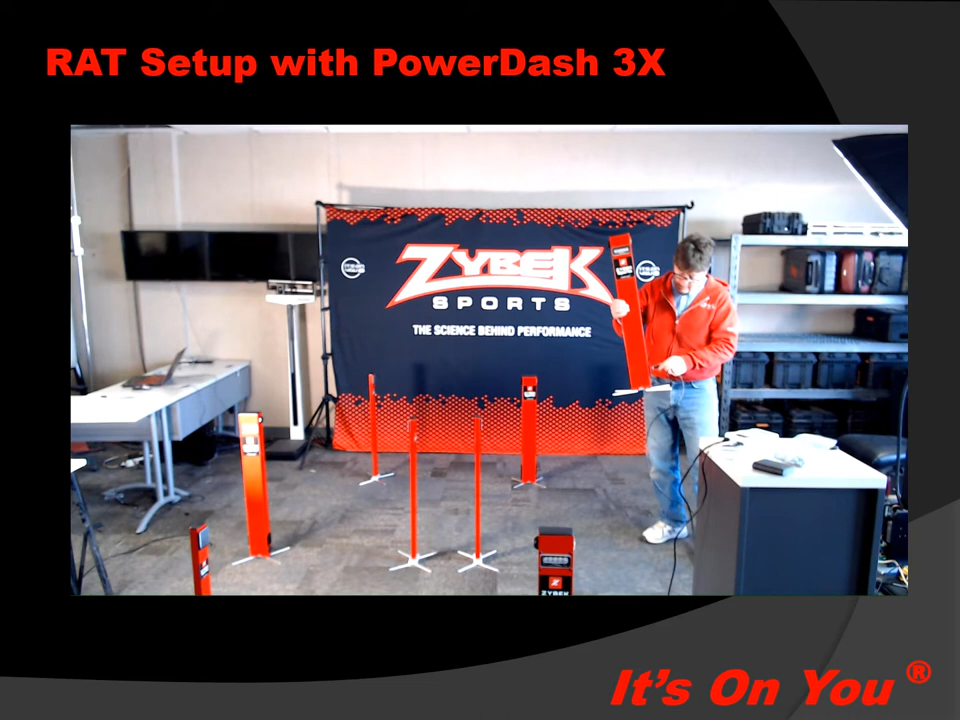 RAT Setup with PowerDash 3X
ZYBEK
SPORTS
THE SCIENCE BEHIND PERFORMANCE
ZYBEK
It's On You ®